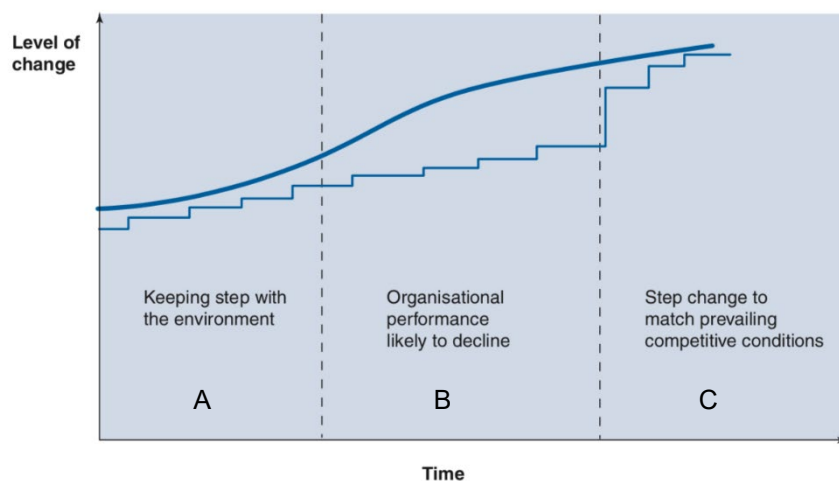 Level of
change
Keeping step with
the environment
Organisational
performance
likely to decline
Step change to
match prevailing
competitive conditions
A
B
C
Time